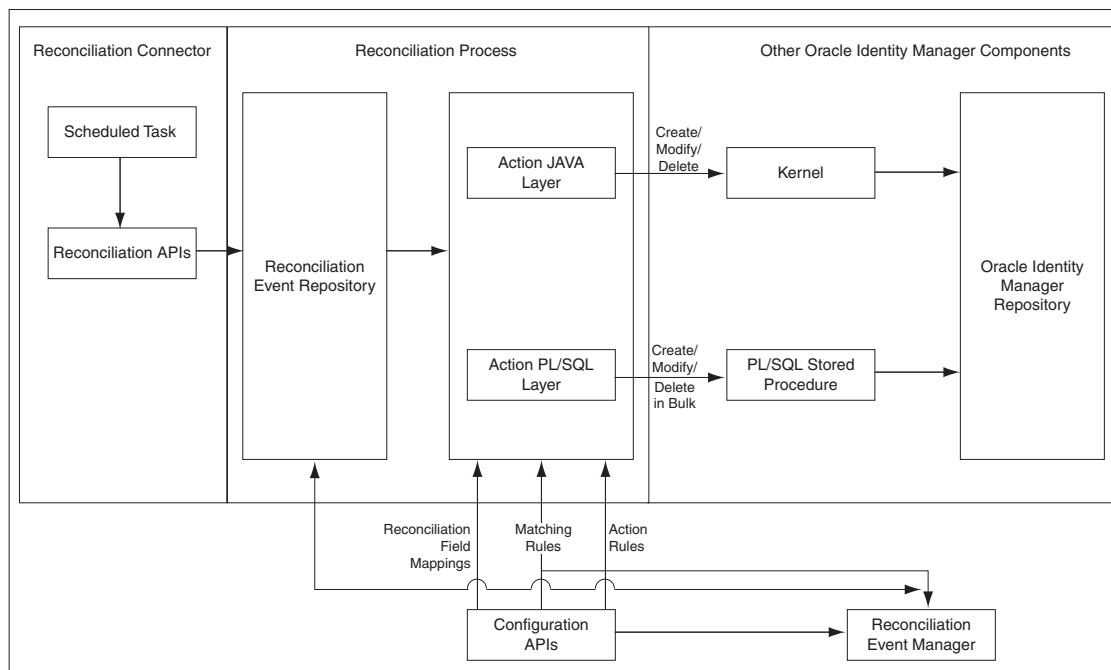 Reconciliation Connector
Reconciliation Process
Other Oracle Identity Manager Components
Scheduled Task
Reconciliation APIs
Reconciliation
Event Repository
Action JAVA
Layer
Action PL/SQL
Layer
Create/
Modify/
Delete
Kernel
Create/
Modify/
Delete
in Bulk
PL/SQL Stored
Procedure
Oracle Identity
Manager
Repository
Reconciliation
Field
Mappings
Matching
Rules
Action
Rules
Configuration
APIs
Reconciliation
Event Manager